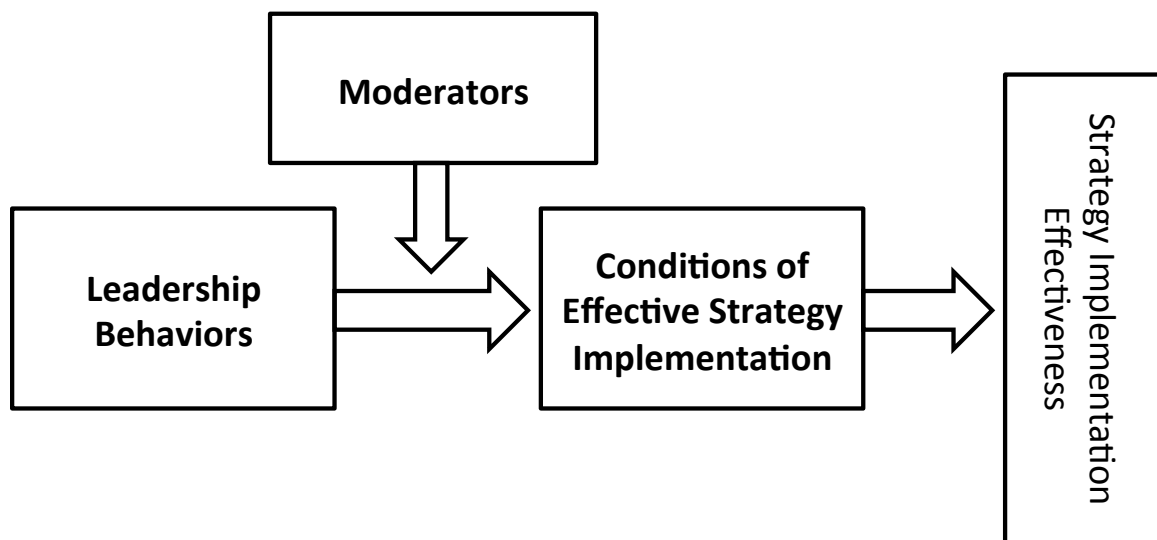 Moderators
Leadership
Behaviors
Conditions of
Effective Strategy
Implementation
Strategy Implementation
Effectiveness